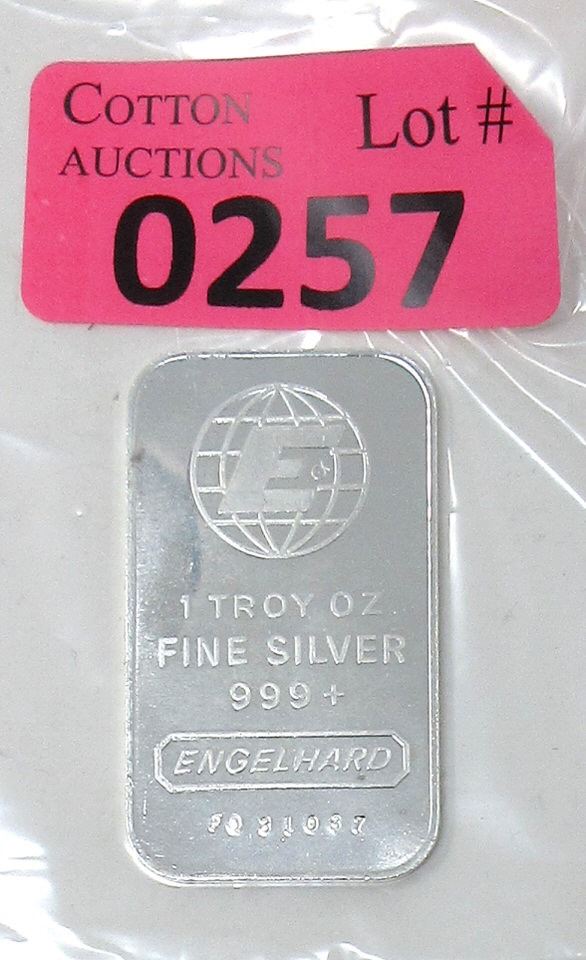 COTTON
AUCTIONS
Lot #
0257
E
1 TROY OZ.
FINE SILVER
999+
ENGELHARD